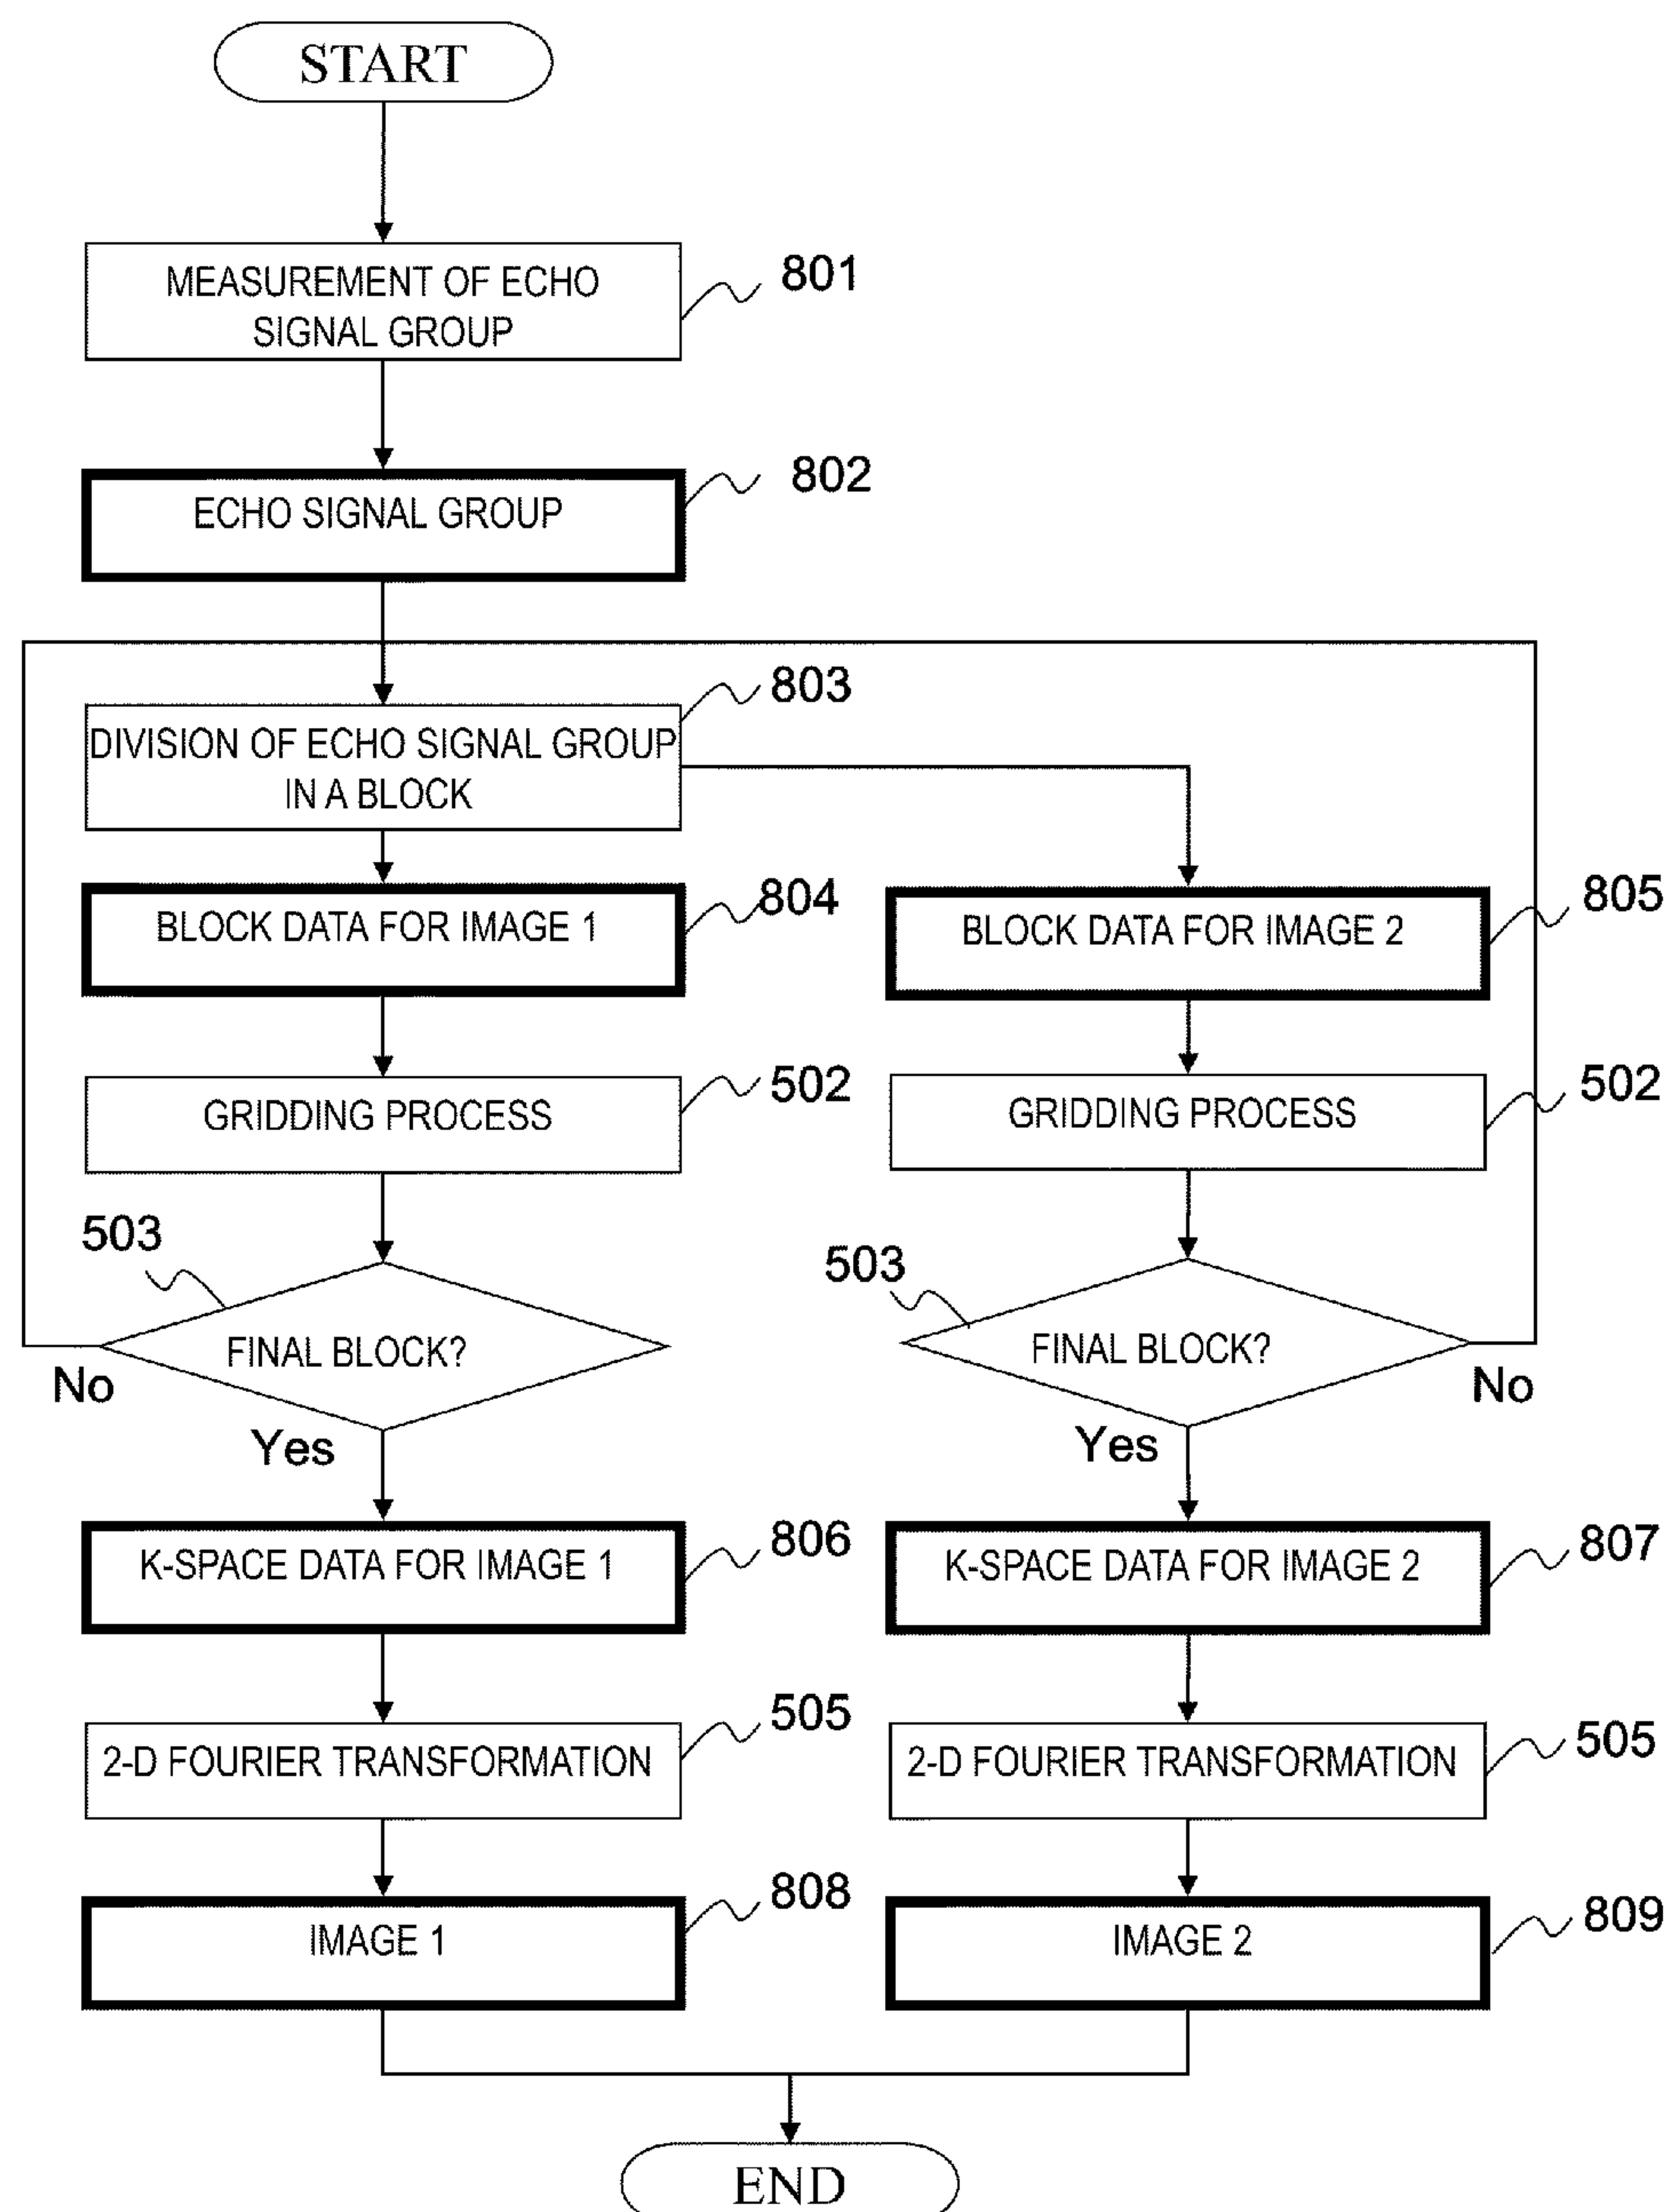 START
MEASUREMENT OF ECHO
SIGNAL GROUP
801
ECHO SIGNAL GROUP
802
DIVISION OF ECHO SIGNAL GROUP
IN A BLOCK
803
BLOCK DATA FOR IMAGE 1
804
BLOCK DATA FOR IMAGE 2
805
GRIDDING PROCESS
502
GRIDDING PROCESS
502
503
FINAL BLOCK?
No
Yes
503
FINAL BLOCK?
No
Yes
K-SPACE DATA FOR IMAGE 1
806
K-SPACE DATA FOR IMAGE 2
807
2-D FOURIER TRANSFORMATION
505
2-D FOURIER TRANSFORMATION
505
IMAGE 1
808
IMAGE 2
809
END